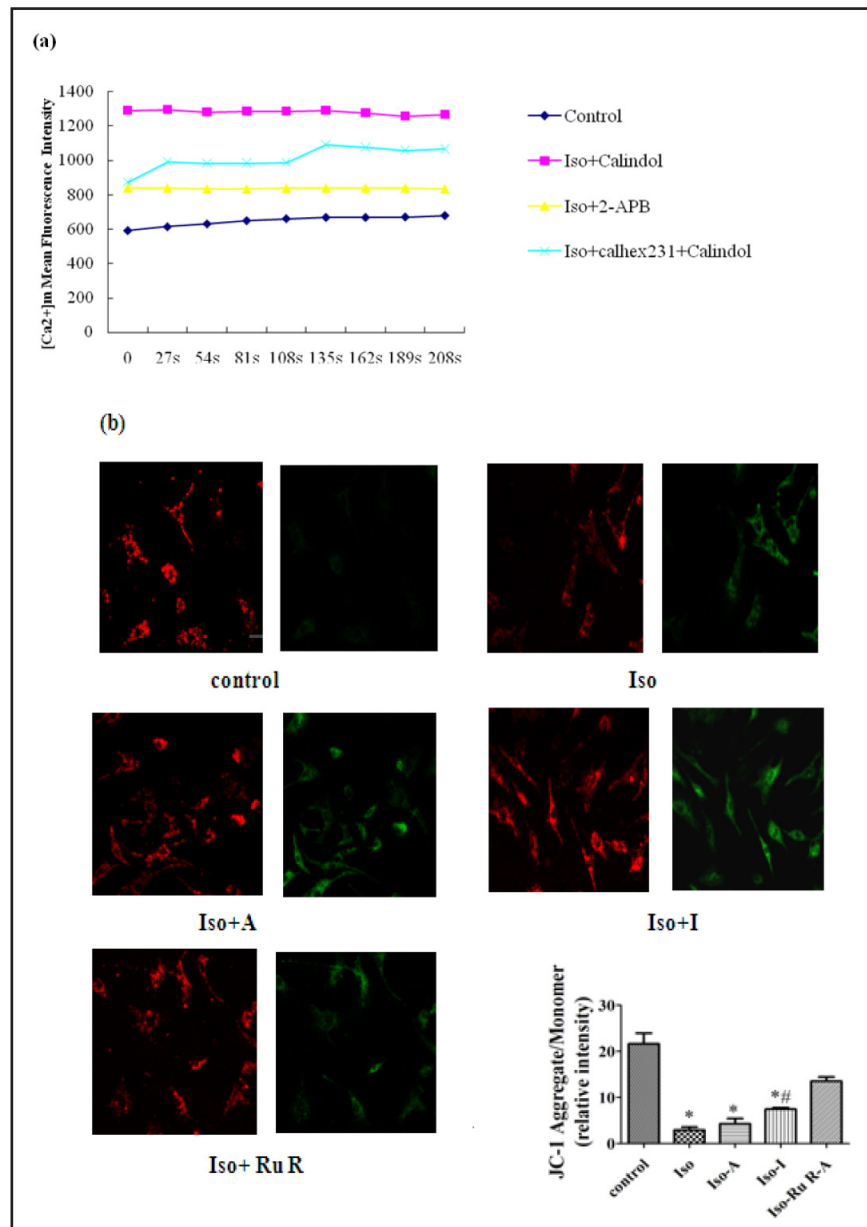 (a)
[Ca2+]m Mean Fluorescence Intensity
1400
1200
1000
800
600
400
200
0
0 27s 54s 81s 108s 135s 162s 189s 208s
Control
Iso+Calindol
Iso+2-APB
Iso+calhex231+Calindol
(b)
control
Iso
Iso+A
Iso+I
Iso+ Ru R
JC-1 Aggregate/Monomer
(relative intensity)
30
20
10
0
* * *#
control Iso Iso-A Iso-I Iso-Ru R-A